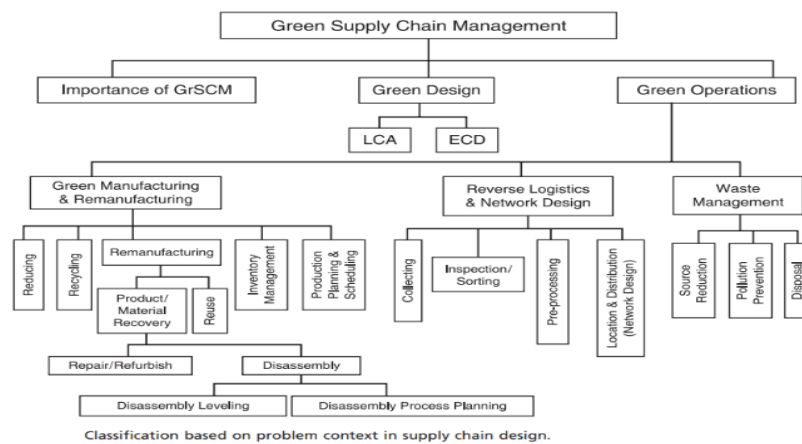 Green Supply Chain Management
Importance of GrSCM
Green Design
Green Operations
LCA
ECD
Green Manufacturing
& Remanufacturing
Reverse Logistics
& Network Design
Waste
Management
Reducing
Recycling
Remanufacturing
Inventory
Management
Production
Planning &
Scheduling
Collecting
Inspection/
Sorting
Pre-processing
Location & Distribution
(Network Design)
Source
Reduction
Pollution
Prevention
Disposal
Product/
Material
Recovery
Reuse
Repair/Refurbish
Disassembly
Disassembly Leveling
Disassembly Process Planning
Classification based on problem context in supply chain design.